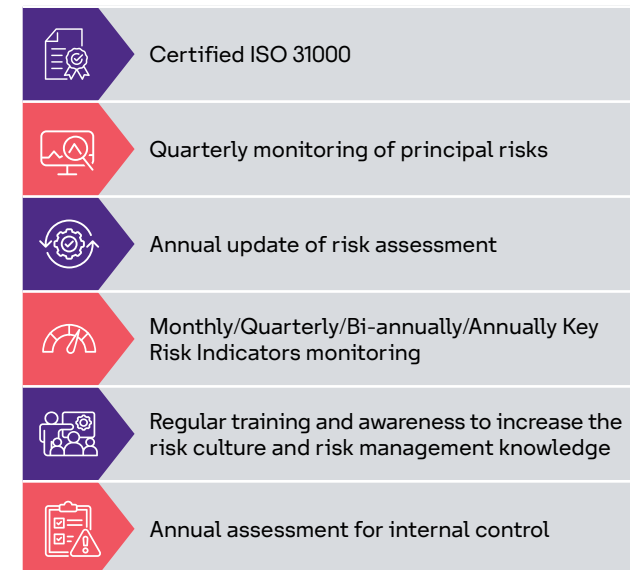 Certified ISO 31000
Quarterly monitoring of principal risks
Annual update of risk assessment
Monthly/Quarterly/Bi-annually/Annually Key
Risk Indicators monitoring
Regular training and awareness to increase the
risk culture and risk management knowledge
Annual assessment for internal control